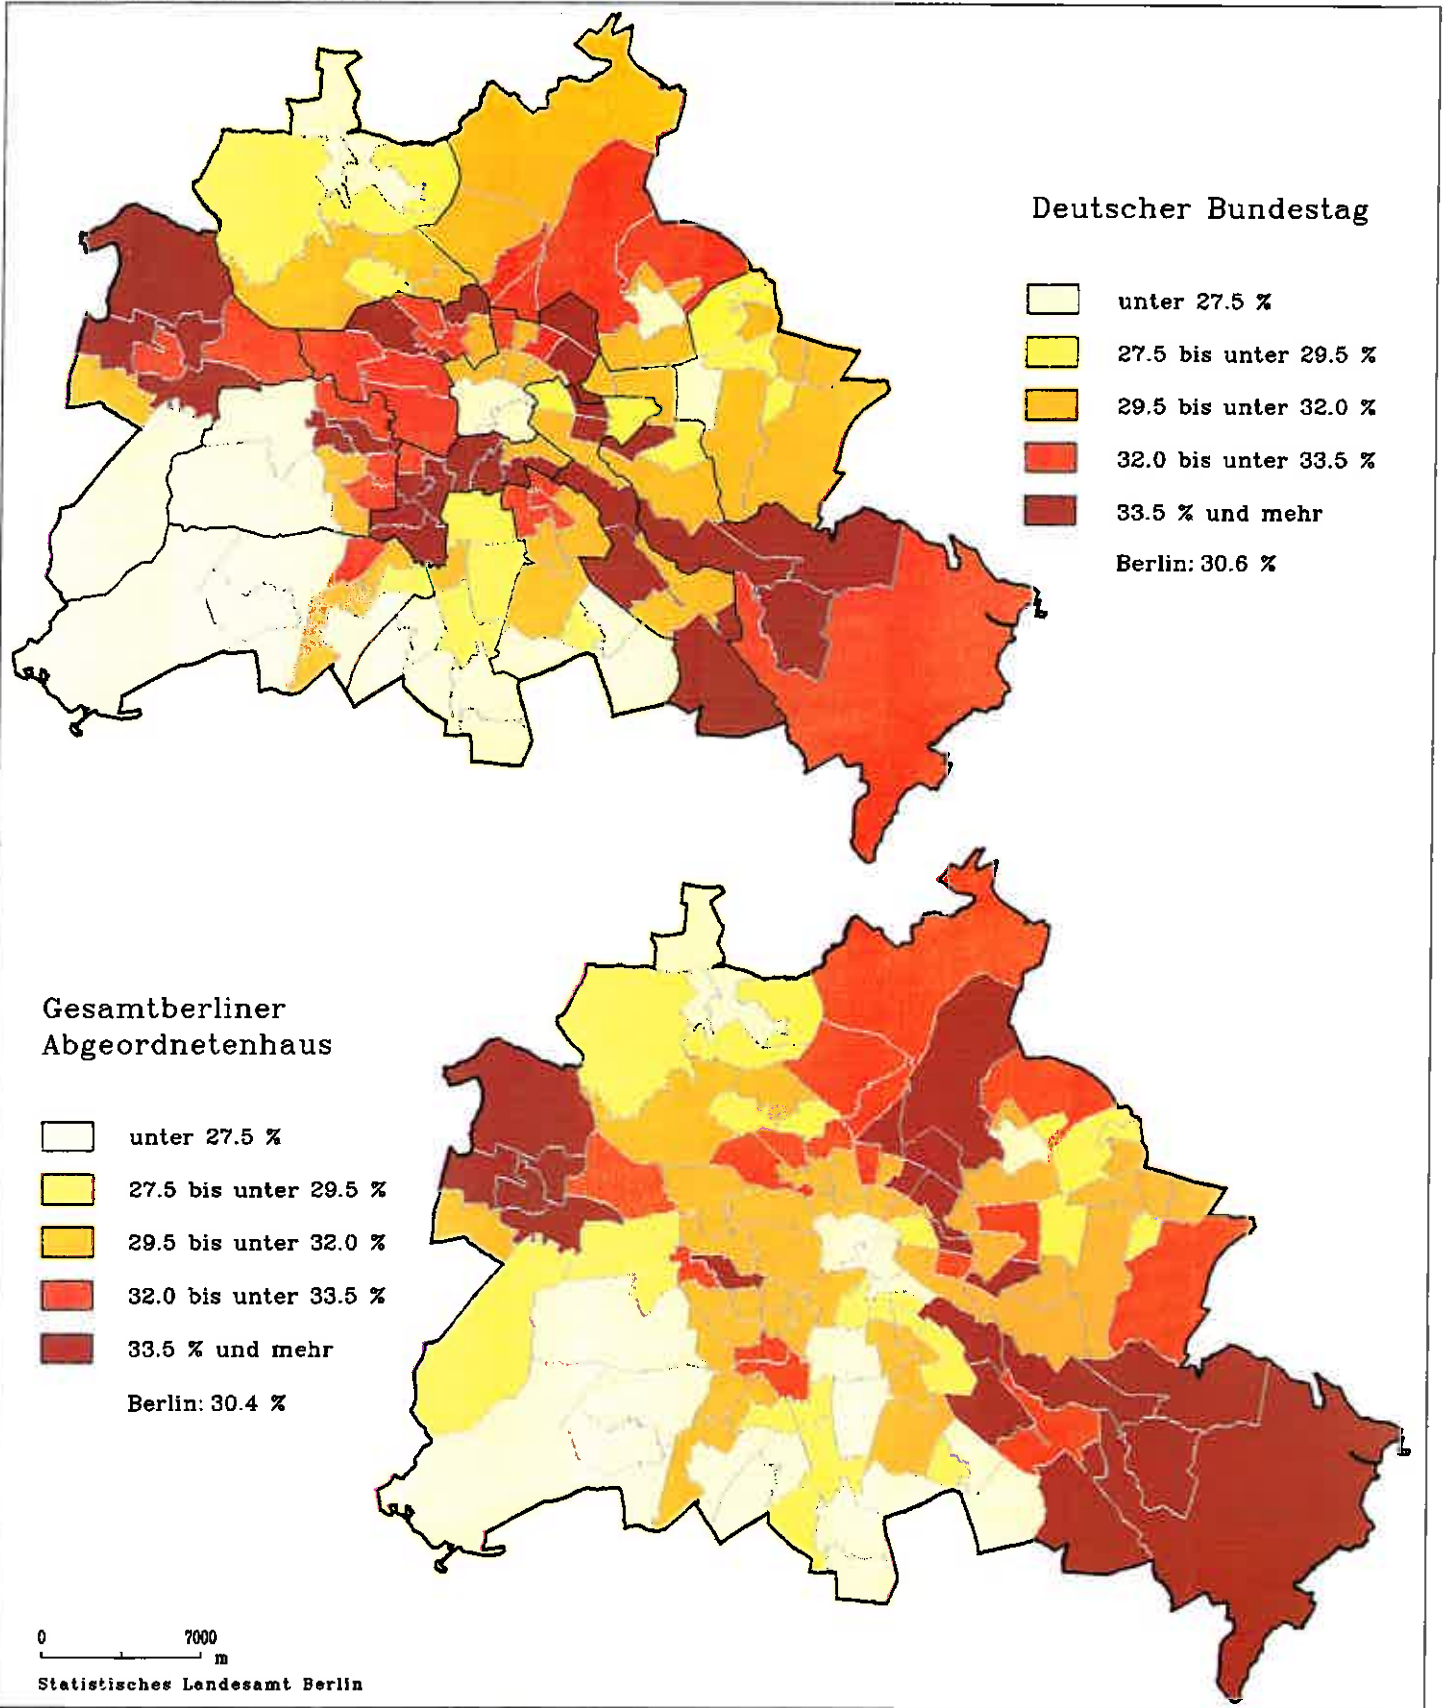 Deutscher Bundestag
unter 27.5 %
27.5 bis unter 29.5 %
29.5 bis unter 32.0 %
32.0 bis unter 33.5 %
33.5 % und mehr
Berlin: 30.6 %
Gesamtberliner
Abgeordnetenhaus
unter 27.5 %
27.5 bis unter 29.5 %
29.5 bis unter 32.0 %
32.0 bis unter 33.5 %
33.5 % und mehr
Berlin: 30.4 %
0 7000
m
Statistisches Landesamt Berlin